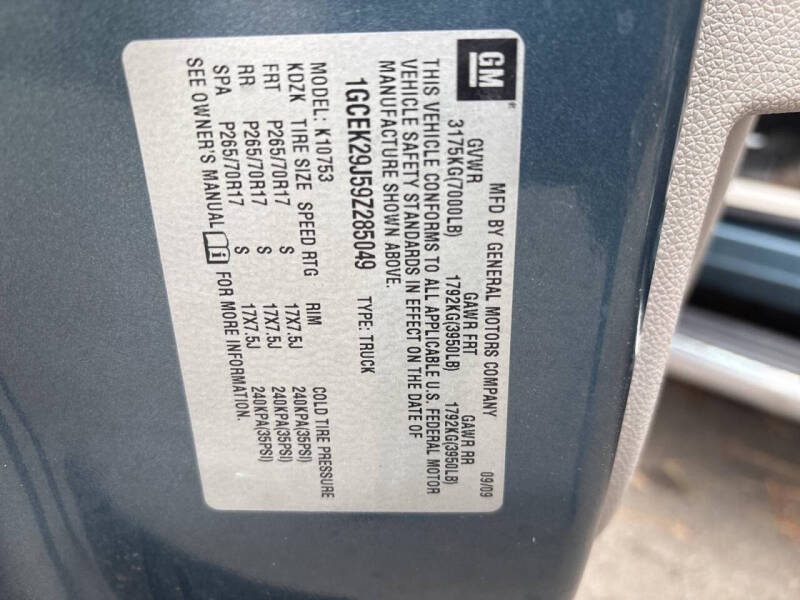 GM®
MFD BY GENERAL MOTORS COMPANY 09/09
GVWR GAWR FRT GAWR RR
3175KG(7000LB) 1792KG(3950LB) 1792KG(3950LB)
THIS VEHICLE CONFORMS TO ALL APPLICABLE U.S. FEDERAL MOTOR
VEHICLE SAFETY STANDARDS IN EFFECT ON THE DATE OF
MANUFACTURE SHOWN ABOVE.
1GCEK29J59Z285049 TYPE: TRUCK
MODEL: K10753
KDZK TIRE SIZE SPEED RTG RIM COLD TIRE PRESSURE
FRT P265/70R17 S 17X7.5J 240KPA(35PSI)
RR P265/70R17 S 17X7.5J 240KPA(35PSI)
SPA P265/70R17 S 17X7.5J 240KPA(35PSI)
SEE OWNER'S MANUAL i FOR MORE INFORMATION.